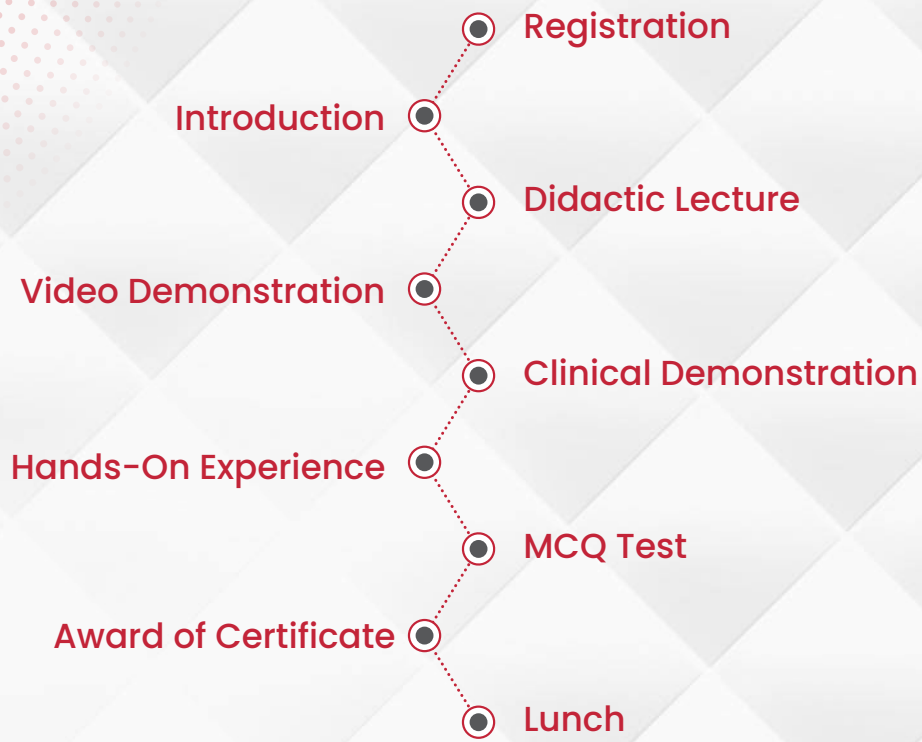 Registration
Introduction
Didactic Lecture
Video Demonstration
Clinical Demonstration
Hands-On Experience
MCQ Test
Award of Certificate
Lunch